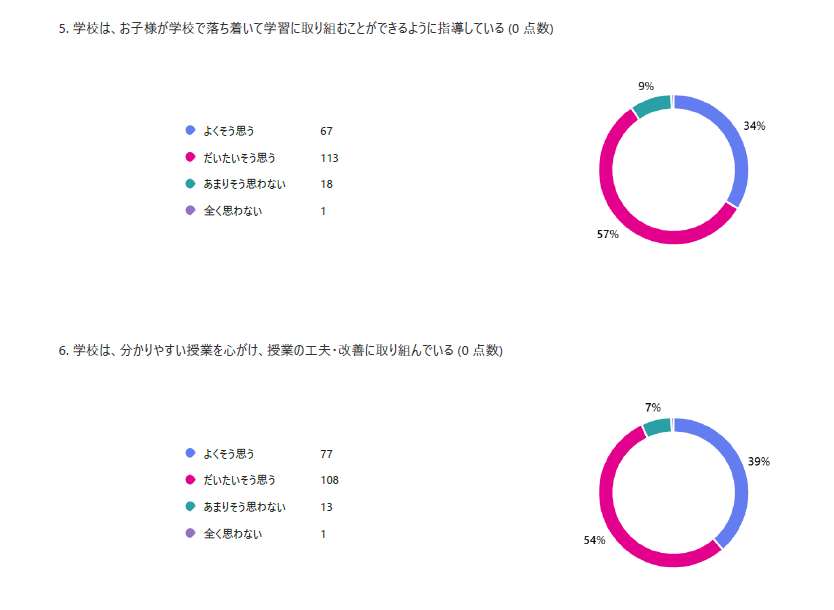 5. 学校は、お子様が学校で落ち着いて学習に取り組むことができるように指導している (0 点数)
9%
よくそう思う 67
34%
だいたいそう思う 113
あまりそう思わない 18
全く思わない 1
57%
6. 学校は、分かりやすい授業を心がけ、授業の工夫・改善に取り組んでいる (0 点数)
7%
よくそう思う 77
39%
だいたいそう思う 108
あまりそう思わない 13
全く思わない 1
54%